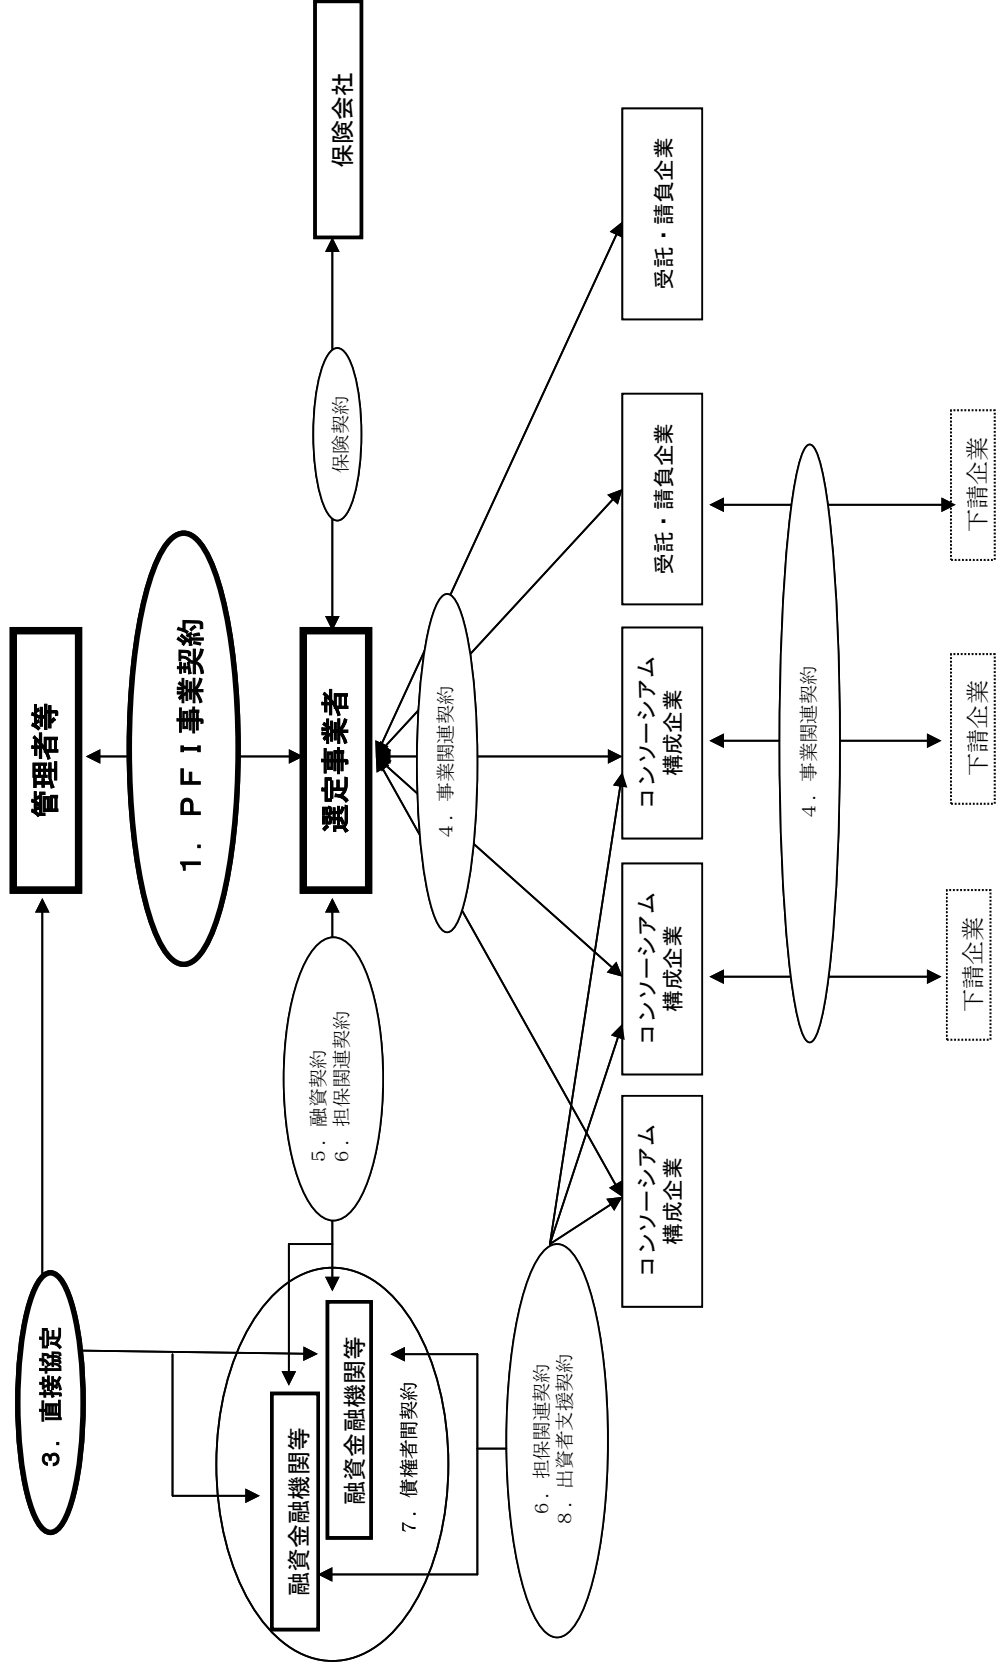 管理者等
３．直接協定
１．ＰＦＩ事業契約
選定事業者
保険契約
保険会社
５．融資契約
６．担保関連契約
融資金融機関等
融資金融機関等
７．債権者間契約
４．事業関連契約
６．担保関連契約
８．出資者支援契約
コンソーシアム
構成企業
コンソーシアム
構成企業
コンソーシアム
構成企業
受託・請負企業
受託・請負企業
４．事業関連契約
下請企業
下請企業
下請企業